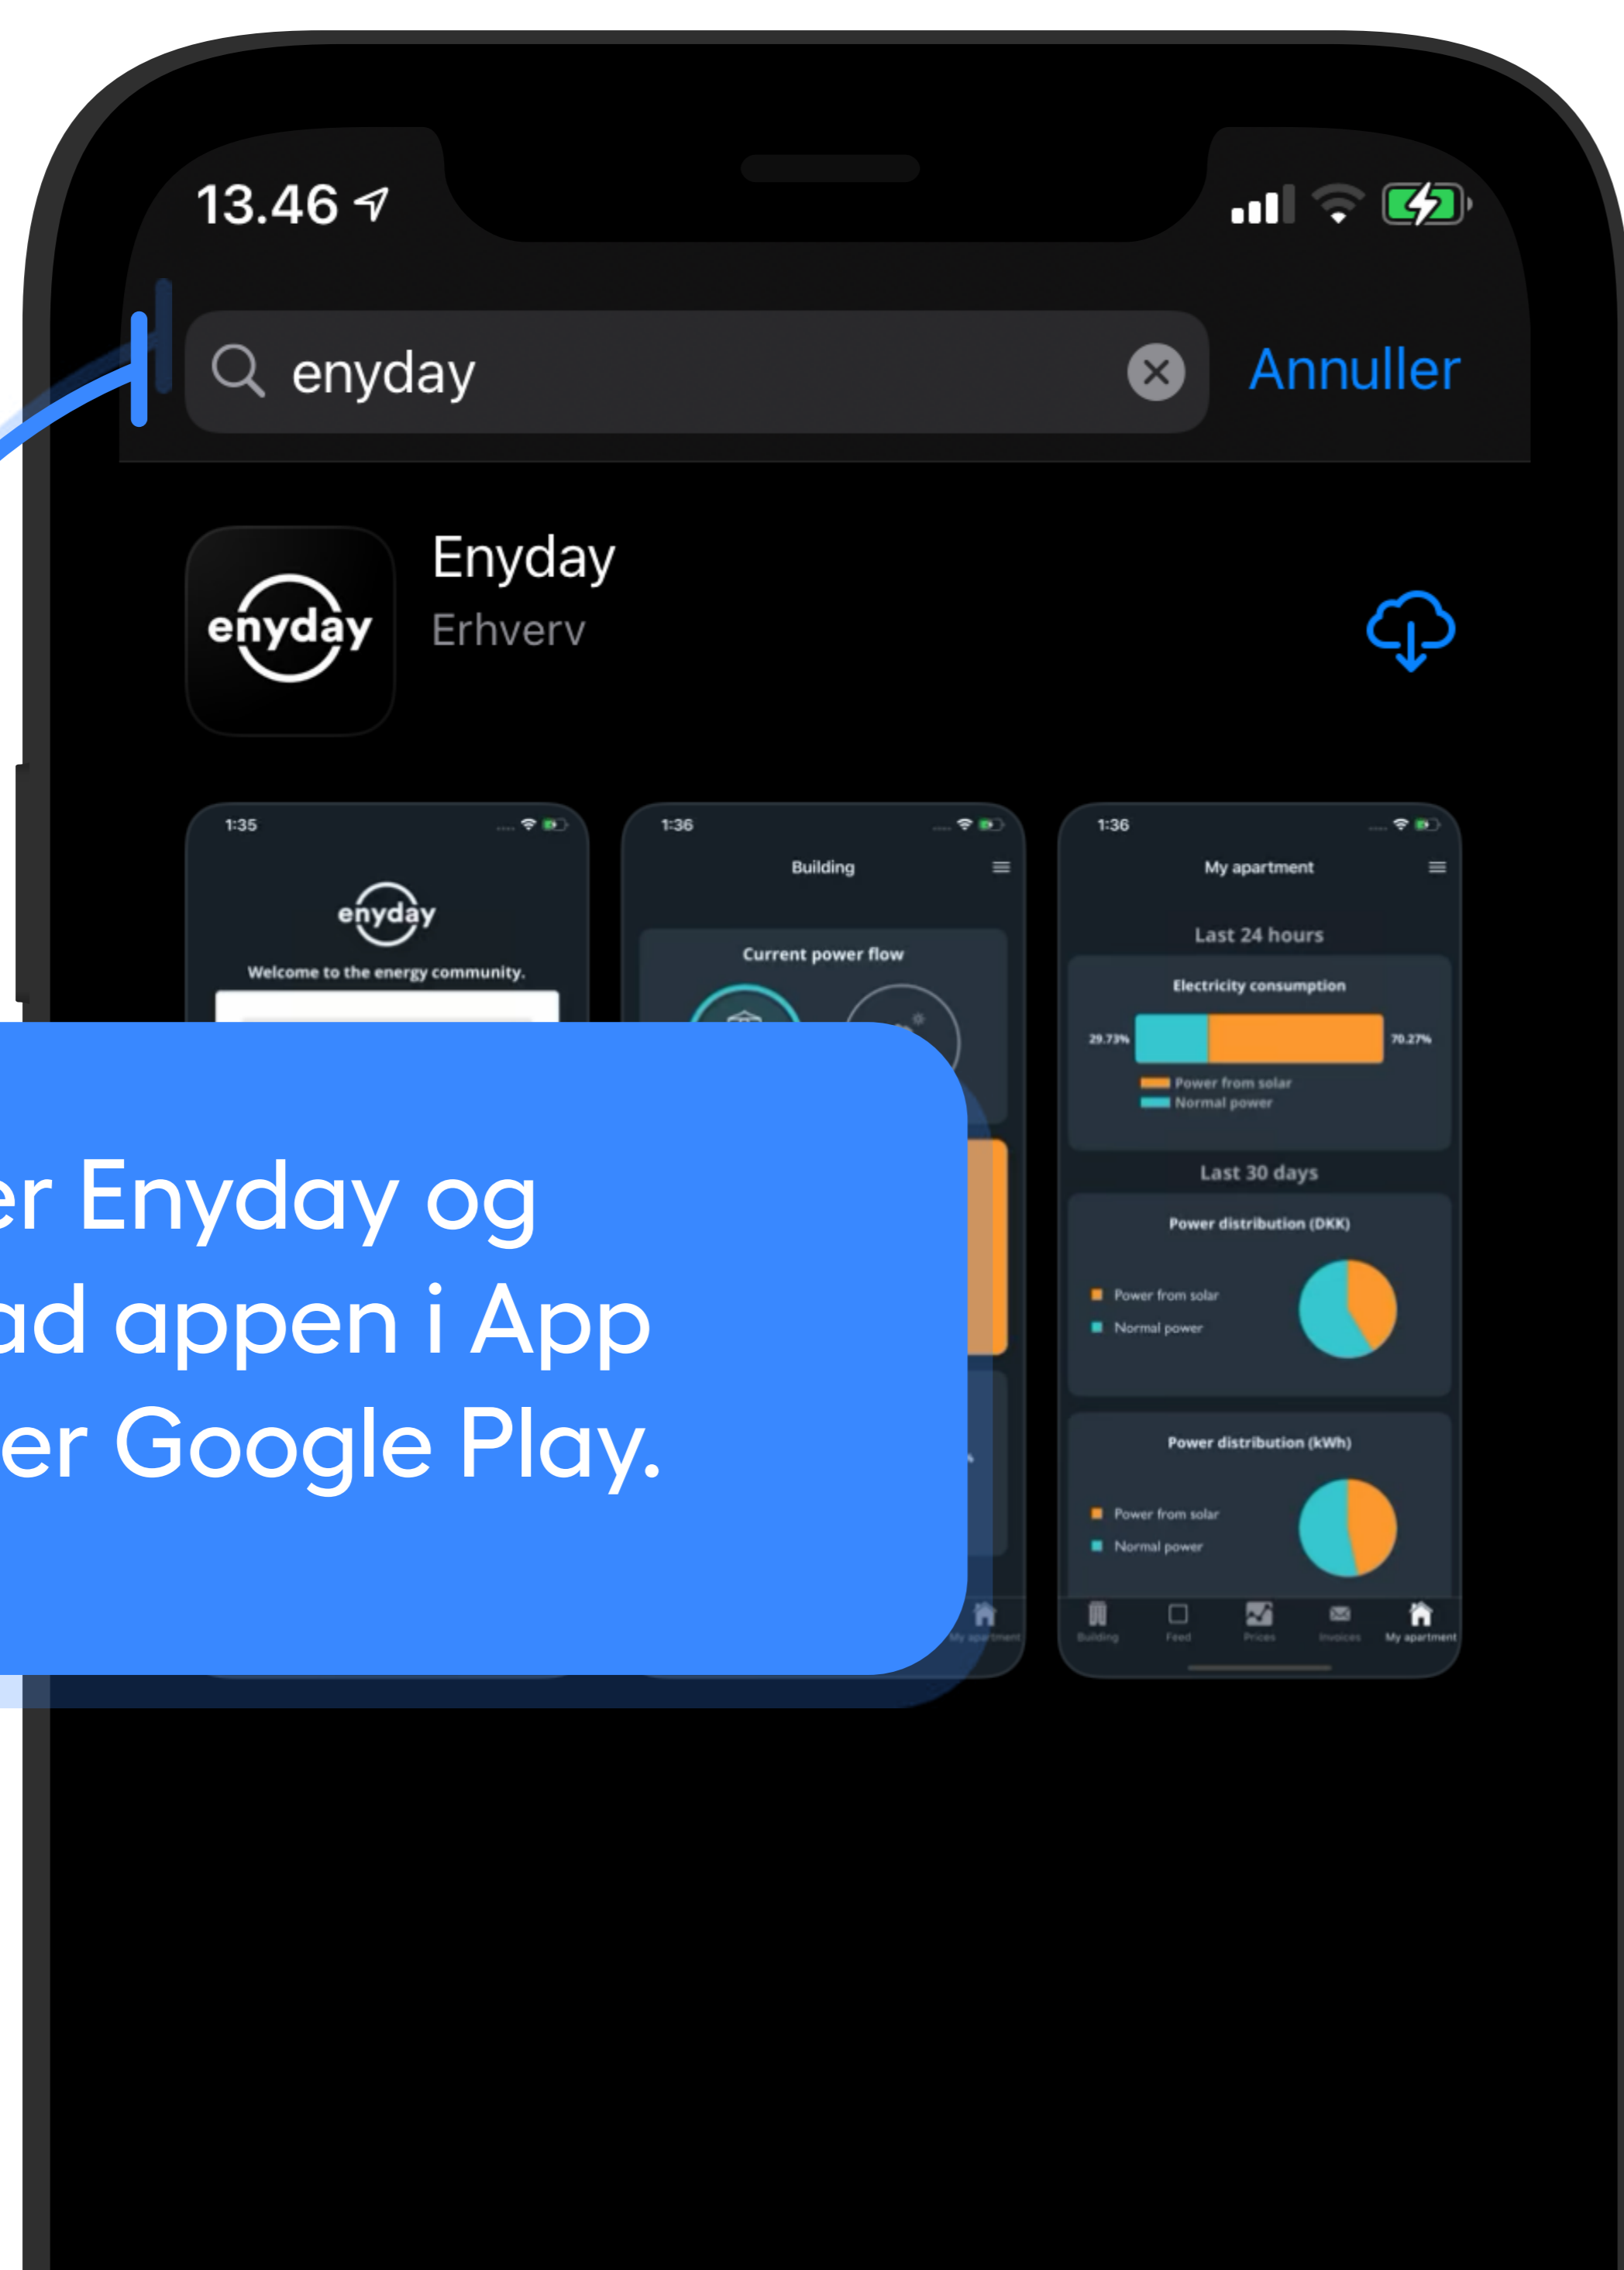 13.46
enyday
Annuller
enyday
Enyday
Erhverv
1:35
enyday
Welcome to the energy community.
1:36
Building
Current power flow
My apartment
1:36
My apartment
Last 24 hours
Electricity consumption
29.73%
70.27%
Power from solar
Normal power
Last 30 days
Power distribution (DKK)
Power from solar
Normal power
Power distribution (kWh)
Power from solar
Normal power
Building
Feed
Prices
Invoices
My apartment
er Enyday og
ad appen i App
er Google Play.